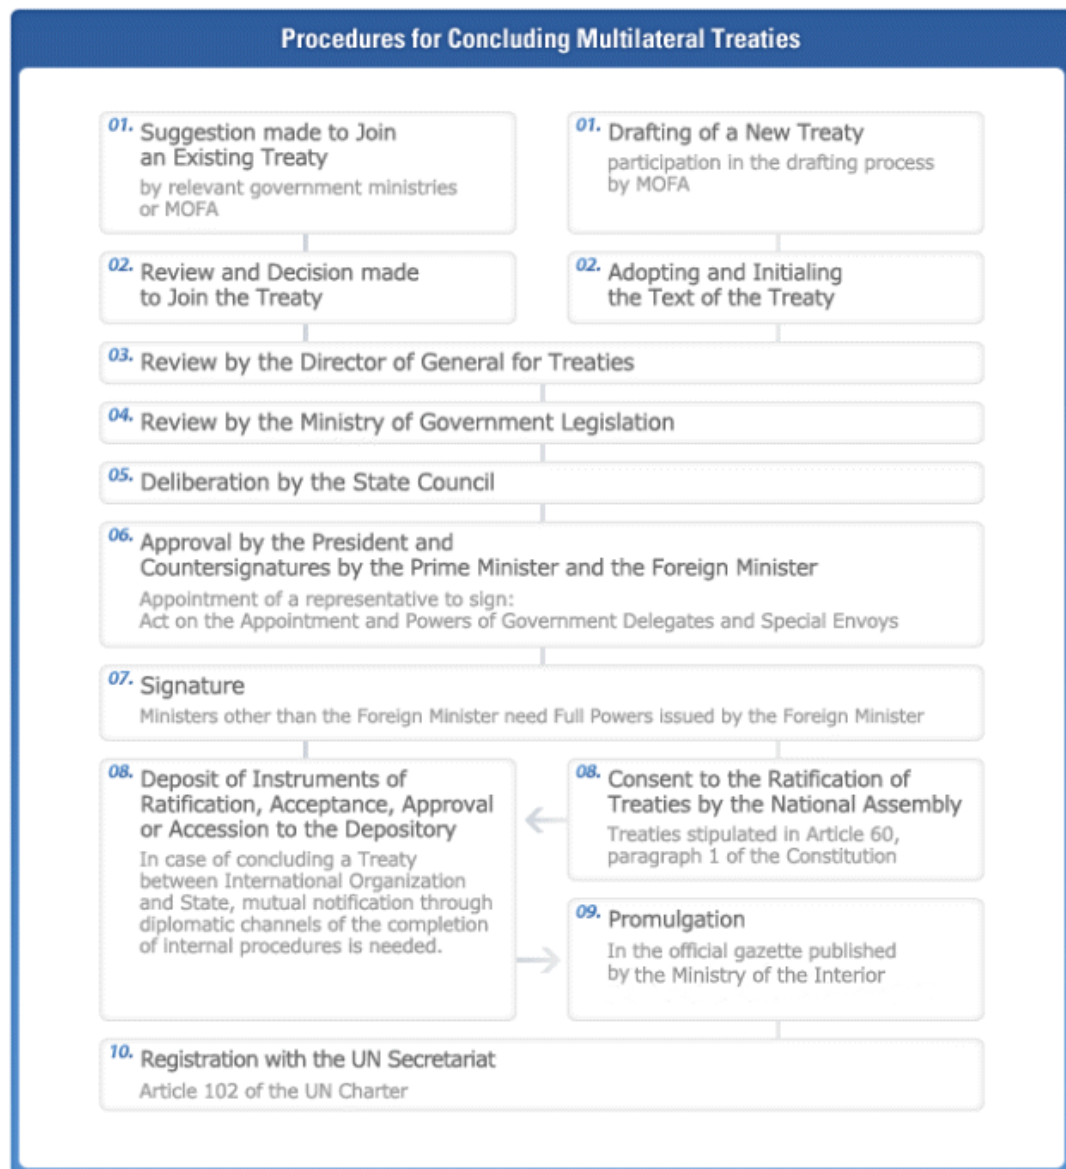 Procedures for Concluding Multilateral Treaties
01. Suggestion made to Join
an Existing Treaty
by relevant government ministries
or MOFA
01. Drafting of a New Treaty
participation in the drafting process
by MOFA
02. Review and Decision made
to Join the Treaty
02. Adopting and Initialing
the Text of the Treaty
03. Review by the Director of General for Treaties
04. Review by the Ministry of Government Legislation
05. Deliberation by the State Council
06. Approval by the President and
Countersignatures by the Prime Minister and the Foreign Minister
Appointment of a representative to sign:
Act on the Appointment and Powers of Government Delegates and Special Envoys
07. Signature
Ministers other than the Foreign Minister need Full Powers issued by the Foreign Minister
08. Deposit of Instruments of
Ratification, Acceptance, Approval
or Accession to the Depository
In case of concluding a Treaty
between International Organization
and State, mutual notification through
diplomatic channels of the completion
of internal procedures is needed.
08. Consent to the Ratification of
Treaties by the National Assembly
Treaties stipulated in Article 60,
paragraph 1 of the Constitution
09. Promulgation
In the official gazette published
by the Ministry of the Interior
10. Registration with the UN Secretariat
Article 102 of the UN Charter